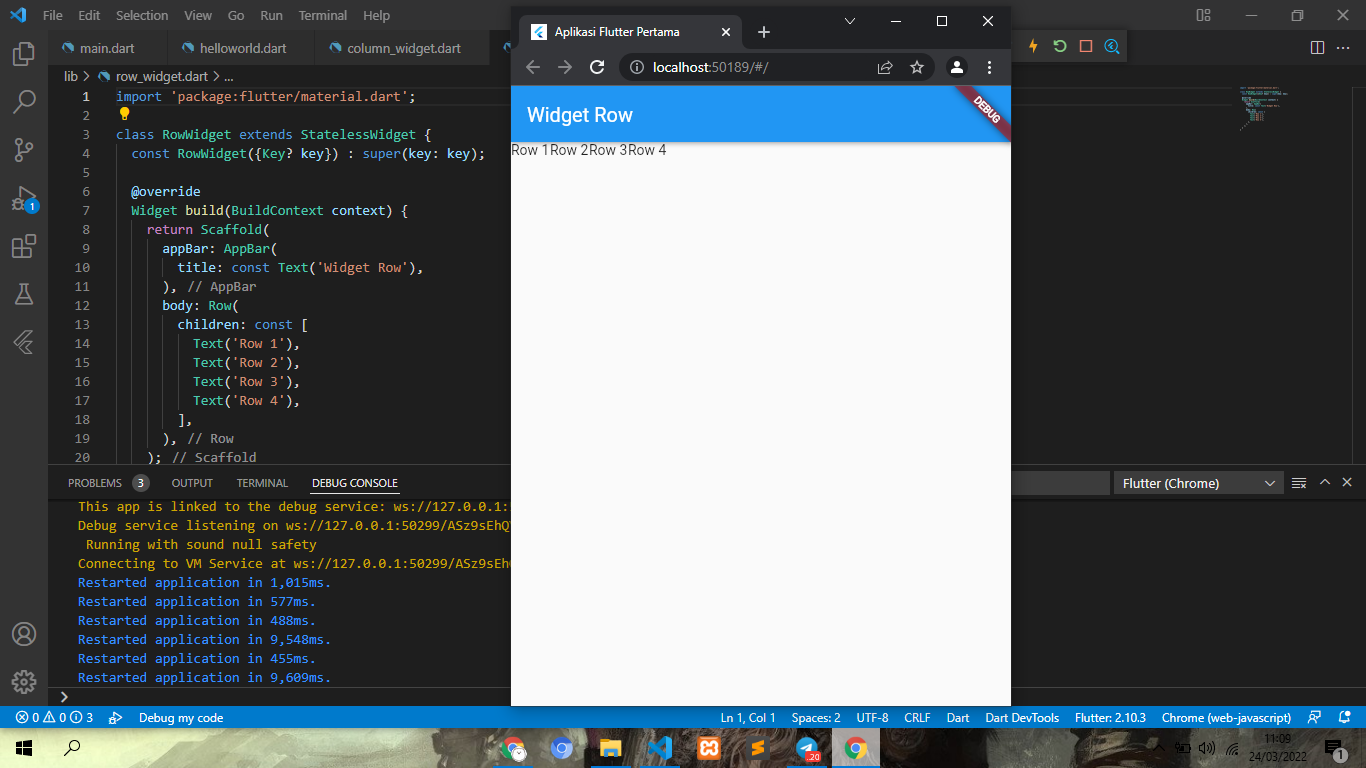 File Edit Selection View Go Run Terminal Help
main.dart helloworld.dart column_widget.dart
lib > row_widget.dart > ...
1 import 'package:flutter/material.dart';
2
3 class RowWidget extends StatelessWidget {
4 const RowWidget({Key? key}) : super(key: key);
5
6 @override
7 Widget build(BuildContext context) {
8 return Scaffold(
9 appBar: AppBar(
10 title: const Text('Widget Row'),
11 ), // AppBar
12 body: Row(
13 children: const [
14 Text('Row 1'),
15 Text('Row 2'),
16 Text('Row 3'),
17 Text('Row 4'),
18 ],
19 ), // Row
20 ); // Scaffold
Aplikasi Flutter Pertama
localhost:50189/#/
Widget Row
DEBUG
Row 1Row 2Row 3Row 4
1
PROBLEMS 3 OUTPUT TERMINAL DEBUG CONSOLE
Flutter (Chrome)
This app is linked to the debug service: ws://127.0.0.1:
Debug service listening on ws://127.0.0.1:50299/ASz9sEhQ
Running with sound null safety
Connecting to VM Service at ws://127.0.0.1:50299/ASz9sEh
Restarted application in 1,015ms.
Restarted application in 577ms.
Restarted application in 488ms.
Restarted application in 9,548ms.
Restarted application in 455ms.
Restarted application in 9,609ms.
0 0 3 Debug my code Ln 1, Col 1 Spaces: 2 UTF-8 CRLF Dart Dart DevTools Flutter: 2.10.3 Chrome (web-javascript)
20
11:09
24/03/2022
1